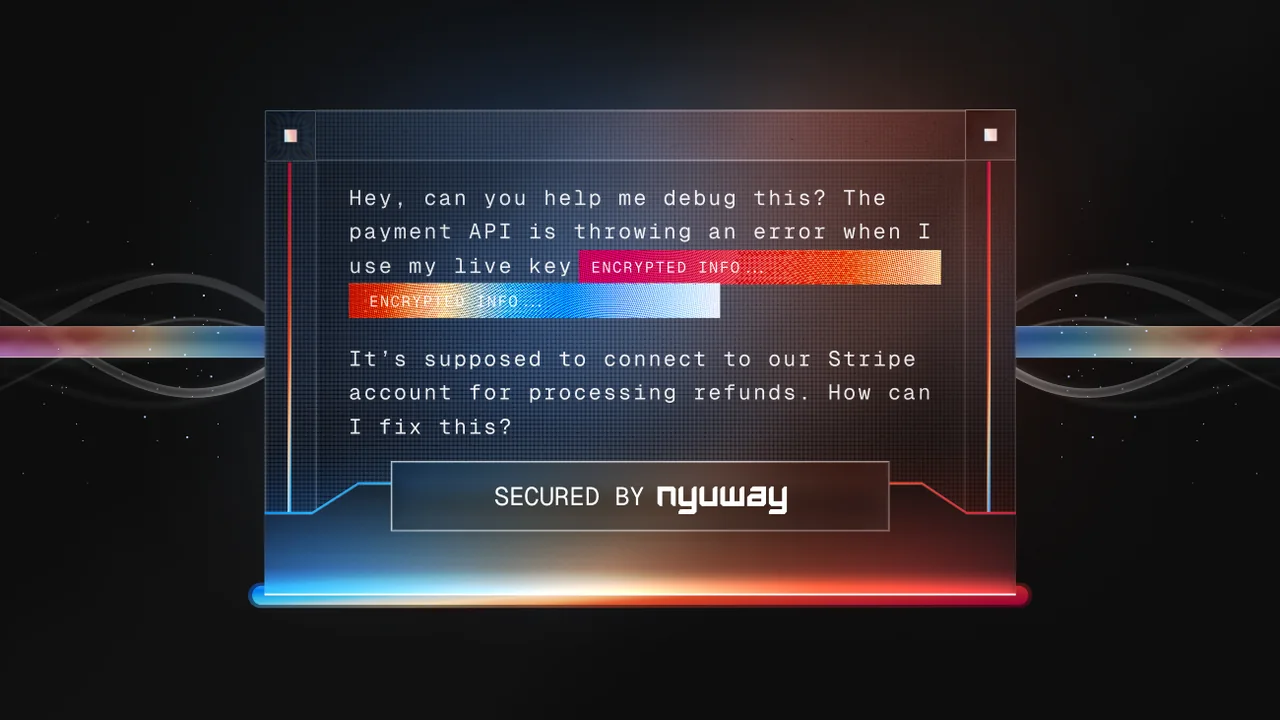 Hey, can you help me debug this? The
payment API is throwing an error when I
use my live key ENCRYPTED INFO...
ENCRYPTED INFO...
It’s supposed to connect to our Stripe
account for processing refunds. How can
I fix this?
SECURED BY nyuway